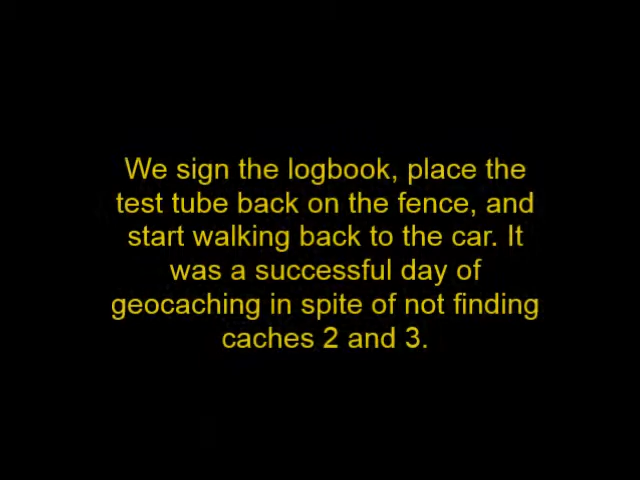 We sign the logbook, place the
test tube back on the fence, and
start walking back to the car. It
was a successful day of
geocaching in spite of not finding
caches 2 and 3.